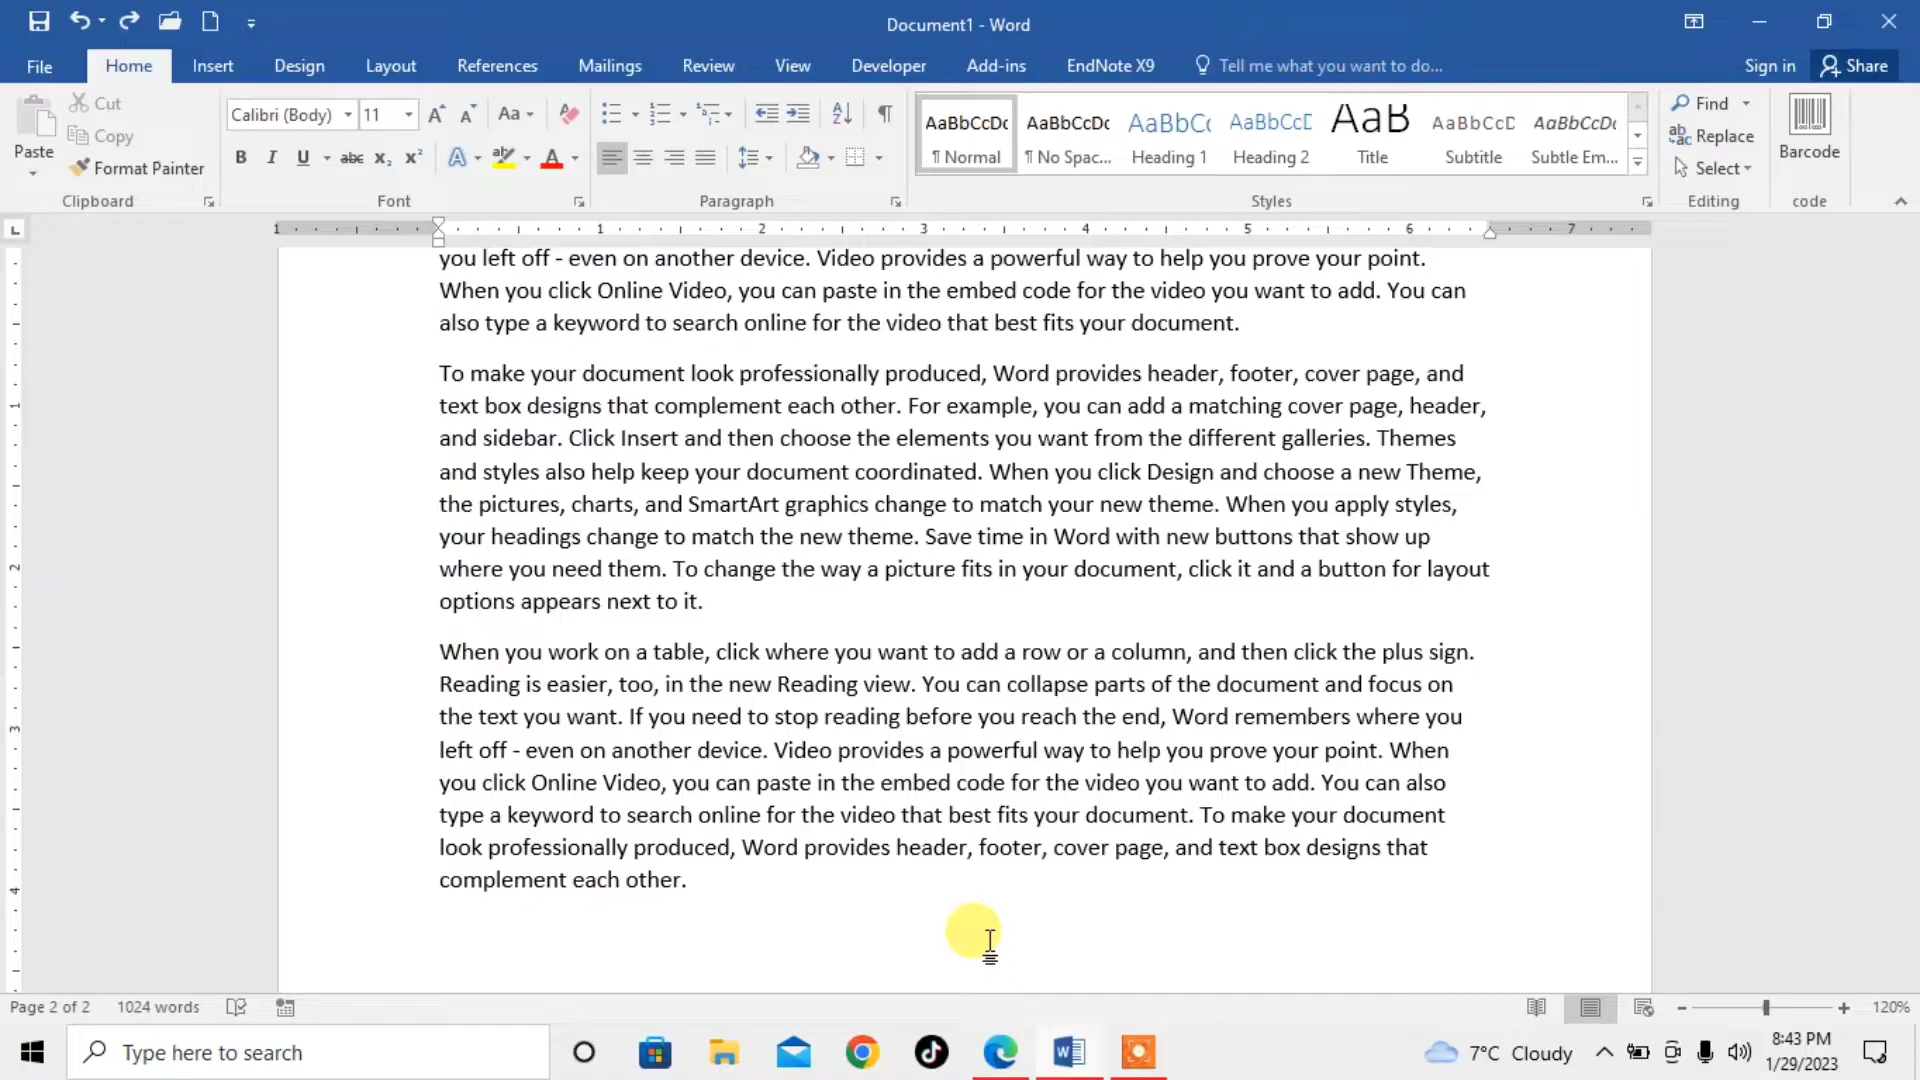 Document1 - Word
File Home Insert Design Layout References Mailings Review View Developer Add-ins EndNote X9 Tell me what you want to do... Sign in Share
Paste
Cut
Copy
Format Painter
Clipboard
Calibri (Body) 11
Font
Paragraph
AaBbCcDc AaBbCcDc AaBbC AaBbCcD AaB AaBbCcD AaBbCcDc
¶ Normal ¶ No Spac... Heading 1 Heading 2 Title Subtitle Subtle Em...
Styles
Find
Replace
Select
Editing
Barcode
code
1 1 2 3 4 5 6 7
you left off - even on another device. Video provides a powerful way to help you prove your point.
When you click Online Video, you can paste in the embed code for the video you want to add. You can
also type a keyword to search online for the video that best fits your document.
To make your document look professionally produced, Word provides header, footer, cover page, and
text box designs that complement each other. For example, you can add a matching cover page, header,
and sidebar. Click Insert and then choose the elements you want from the different galleries. Themes
and styles also help keep your document coordinated. When you click Design and choose a new Theme,
the pictures, charts, and SmartArt graphics change to match your new theme. When you apply styles,
your headings change to match the new theme. Save time in Word with new buttons that show up
where you need them. To change the way a picture fits in your document, click it and a button for layout
options appears next to it.
When you work on a table, click where you want to add a row or a column, and then click the plus sign.
Reading is easier, too, in the new Reading view. You can collapse parts of the document and focus on
the text you want. If you need to stop reading before you reach the end, Word remembers where you
left off - even on another device. Video provides a powerful way to help you prove your point. When
you click Online Video, you can paste in the embed code for the video you want to add. You can also
type a keyword to search online for the video that best fits your document. To make your document
look professionally produced, Word provides header, footer, cover page, and text box designs that
complement each other.
1
2
3
4
Page 2 of 2 1024 words 120%
Type here to search
7°C Cloudy
8:43 PM
1/29/2023